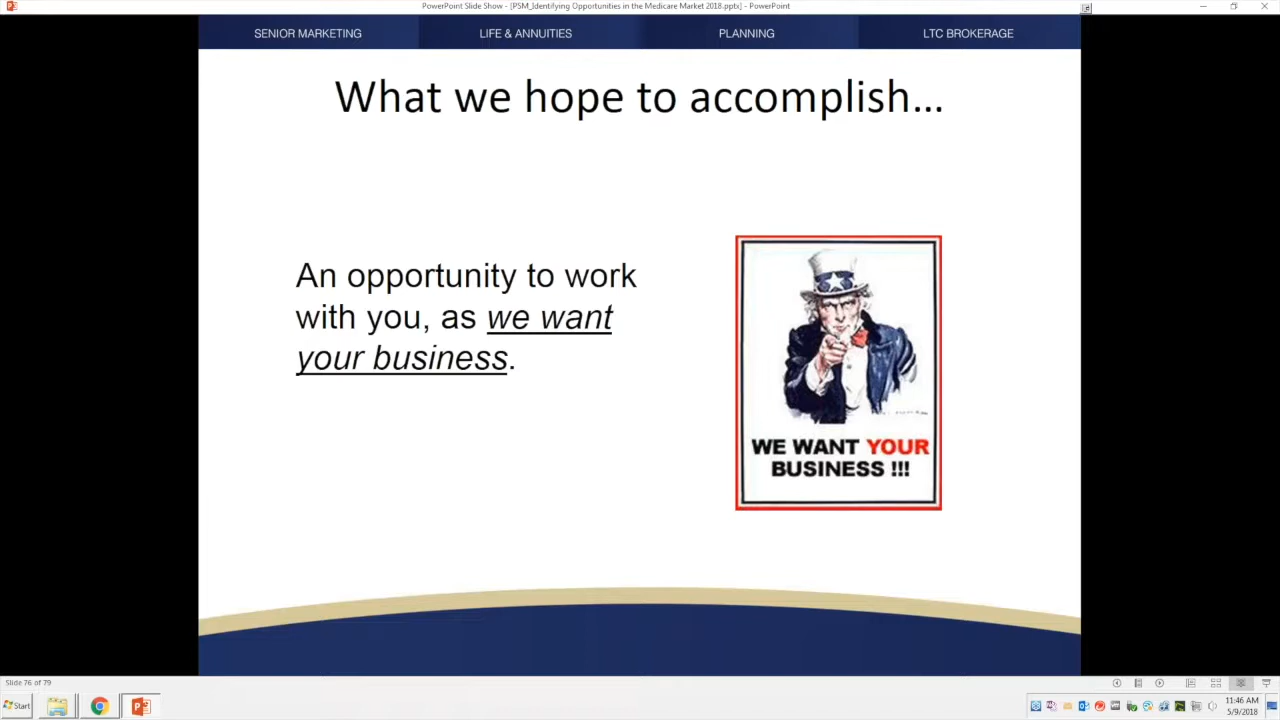 PowerPoint Slide Show - [PSM_Identifying Opportunities in the Medicare Market 2018.pptx] - PowerPoint
SENIOR MARKETING
LIFE & ANNUITIES
PLANNING
LTC BROKERAGE
What we hope to accomplish...
An opportunity to work
with you, as we want
your business.
WE WANT YOUR
BUSINESS !!!
Slide 76 of 79
Start
11:46 AM
5/9/2018